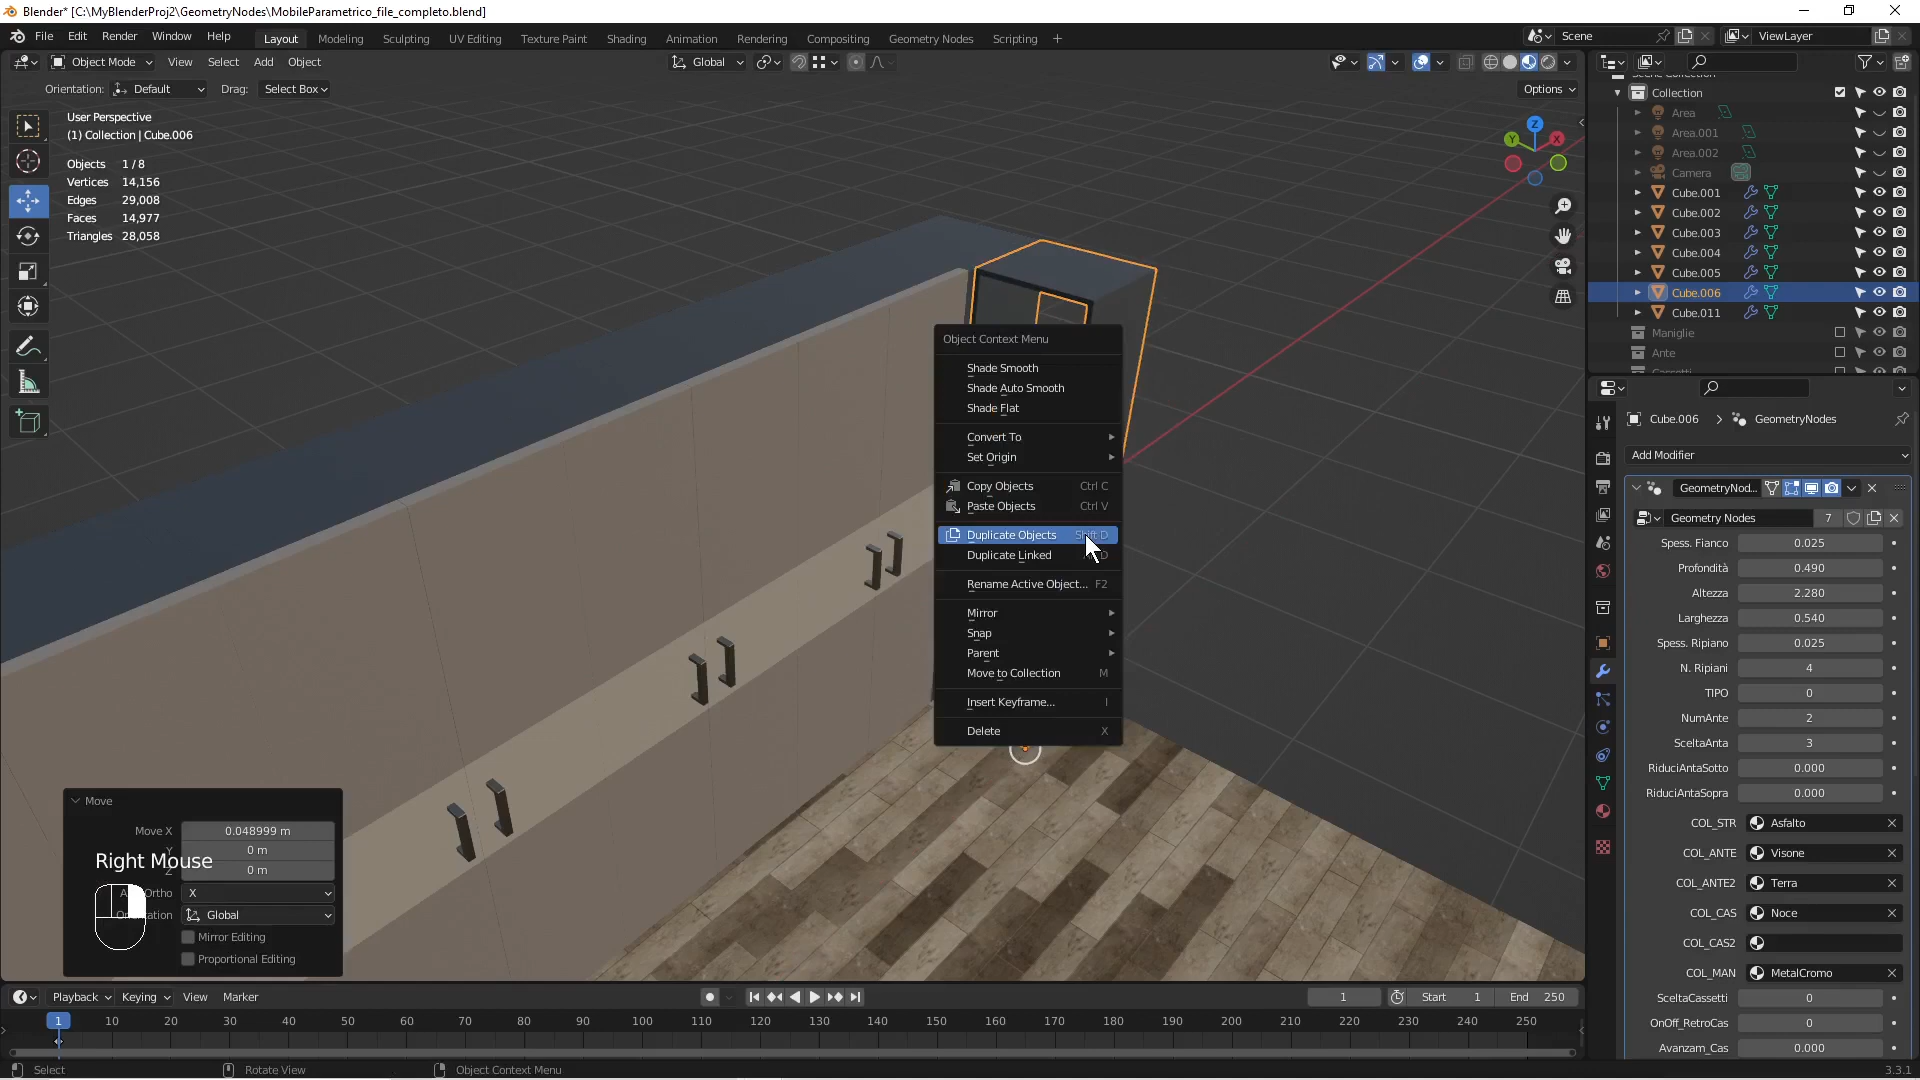 Blender* [C:\MyBlenderProj2\GeometryNodes\MobileParametrico_file_completo.blend]
File Edit Render Window Help Layout Modeling Sculpting UV Editing Texture Paint Shading Animation Rendering Compositing Geometry Nodes Scripting + Scene ViewLayer
Object Mode View Select Add Object Global
Orientation: Default Drag: Select Box Options
User Perspective
(1) Collection | Cube.006
Objects 1/8
Vertices 14,156
Edges 29,008
Faces 14,977
Triangles 28,058
Z
Y
X
Object Context Menu
Shade Smooth
Shade Auto Smooth
Shade Flat
Convert To
Set Origin
Copy Objects Ctrl C
Paste Objects Ctrl V
Duplicate Objects Shift D
Duplicate Linked
Rename Active Object... F2
Mirror
Snap
Parent
Move to Collection M
Insert Keyframe... I
Delete X
Move
Move X 0.048999 m
0 m
0 m
Right Mouse
X
Global
Mirror Editing
Proportional Editing
Collection
Area
Area.001
Area.002
Camera
Cube.001
Cube.002
Cube.003
Cube.004
Cube.005
Cube.006
Cube.011
Maniglie
Ante
Cube.006 > GeometryNodes
Add Modifier
GeometryNod...
Geometry Nodes 7
Spess. Fianco 0.025
Profondità 0.490
Altezza 2.280
Larghezza 0.540
Spess. Ripiano 0.025
N. Ripiani 4
TIPO 0
NumAnte 2
SceltaAnta 3
RiduciAntaSotto 0.000
RiduciAntaSopra 0.000
COL_STR Asfalto
COL_ANTE Visone
COL_ANTE2 Terra
COL_CAS Noce
COL_CAS2
COL_MAN MetalCromo
SceltaCassetti 0
OnOff_RetroCas 0
Avanzam_Cas 0.000
Playback Keying View Marker 1 Start 1 End 250
1 10 20 30 40 50 60 70 80 90 100 110 120 130 140 150 160 170 180 190 200 210 220 230 240 250
Select Rotate View Object Context Menu 3.3.1